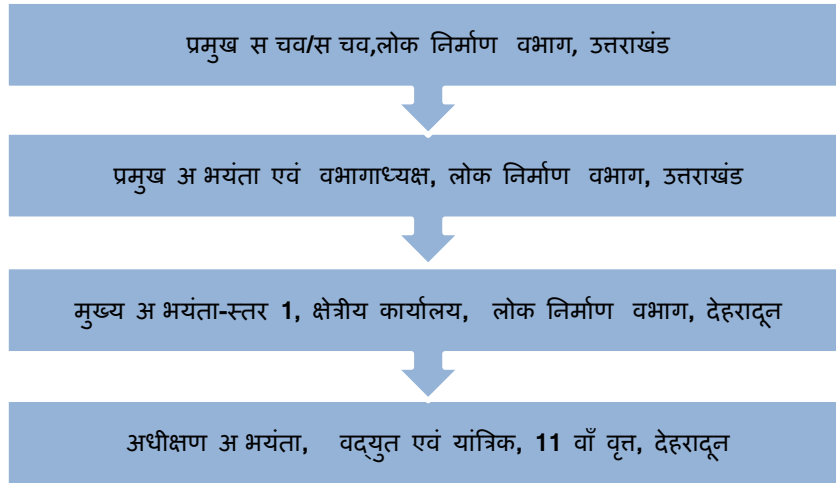 प्रमुख स चव/स चव,लोक निर्माण वभाग, उत्तराखंड
प्रमुख अ भयंता एवं वभागाध्यक्ष, लोक निर्माण वभाग, उत्तराखंड
मुख्य अ भयंता-स्तर 1, क्षेत्रीय कार्यालय, लोक निर्माण वभाग, देहरादून
अधीक्षण अ भयंता, वद्युत एवं यांत्रिक, 11 वाँ वृत्त, देहरादून